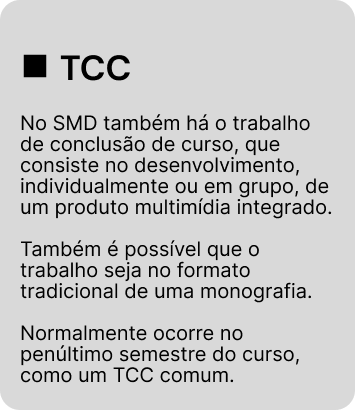 ■ TCC
No SMD também há o trabalho
de conclusão de curso, que
consiste no desenvolvimento,
individualmente ou em grupo, de
um produto multimídia integrado.
Também é possível que o
trabalho seja no formato
tradicional de uma monografia.
Normalmente ocorre no
penúltimo semestre do curso,
como um TCC comum.